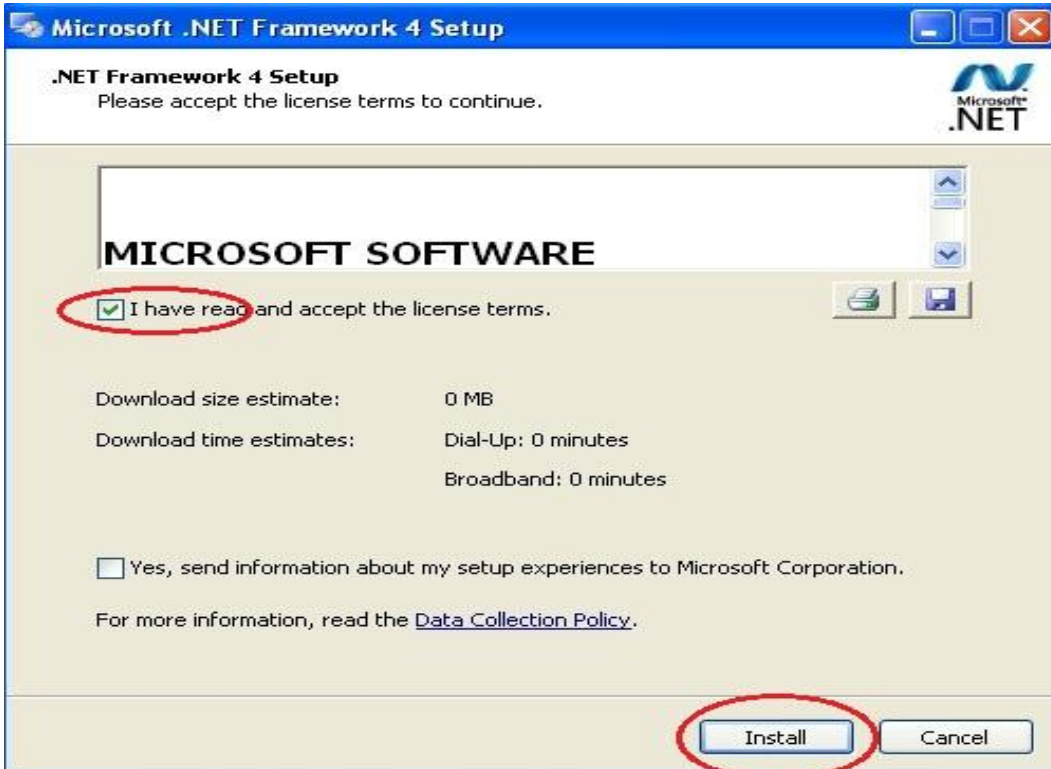 Microsoft .NET Framework 4 Setup
.NET Framework 4 Setup
Please accept the license terms to continue.
Microsoft®
.NET
MICROSOFT SOFTWARE
I have read and accept the license terms.
Download size estimate: 0 MB
Download time estimates: Dial-Up: 0 minutes
Broadband: 0 minutes
Yes, send information about my setup experiences to Microsoft Corporation.
For more information, read the Data Collection Policy.
Install Cancel